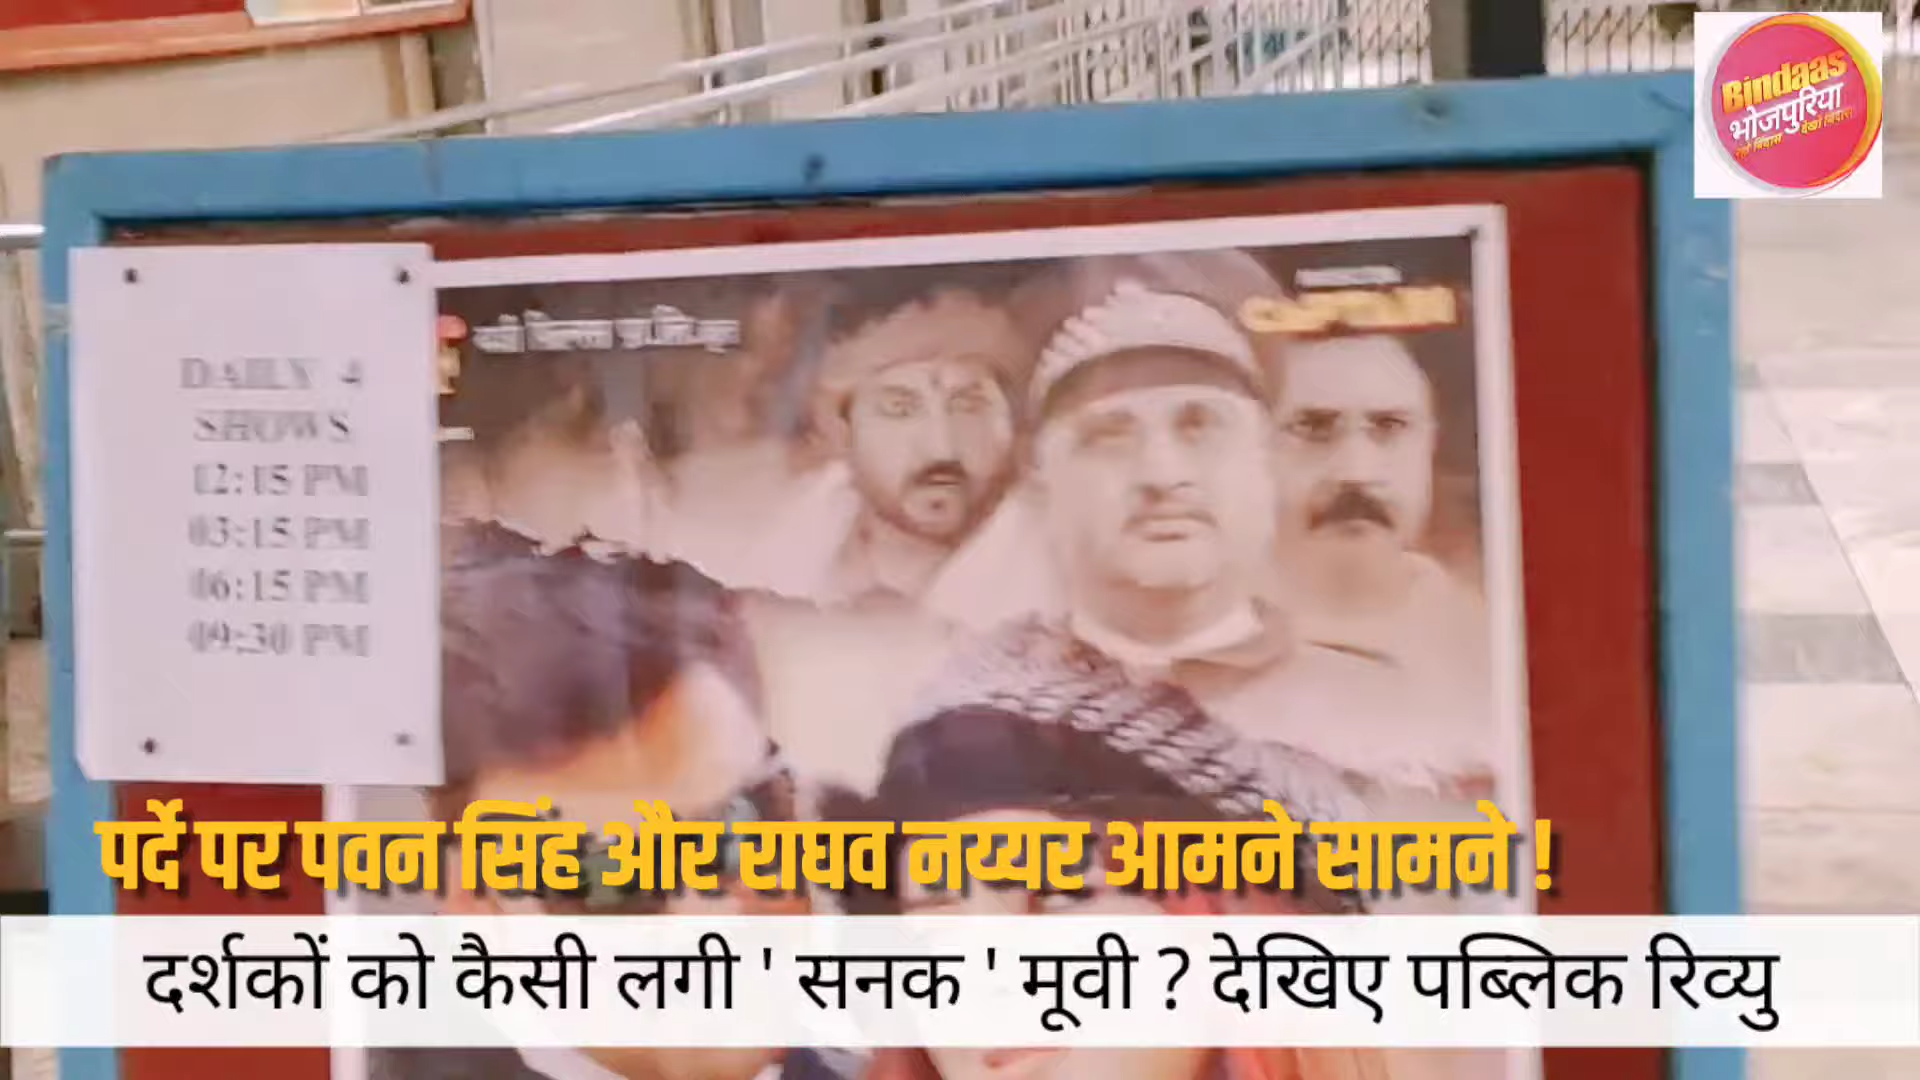 Bindaas
भोजपुरिया
DAILY 4
SHOWS
12:15 PM
03:15 PM
06:15 PM
09:30 PM
पर्दे पर पवन सिंह और राघव नय्यर आमने सामने !
दर्शकों को कैसी लगी ' सनक ' मूवी ? देखिए पब्लिक रिव्यु